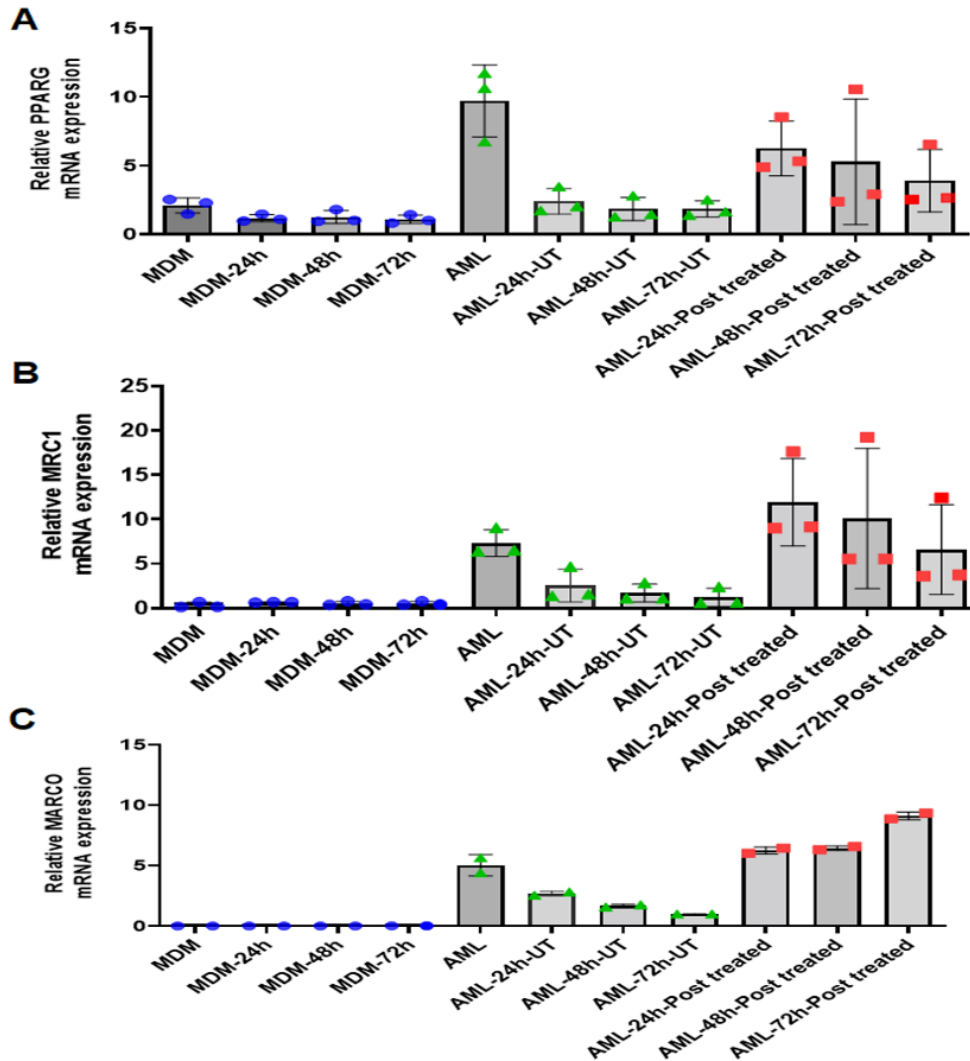 A
Relative PPARG
mRNA expression
15
10
5
0
MDM
MDM-24h
MDM-48h
MDM-72h
AML
AML-24h-UT
AML-48h-UT
AML-72h-UT
AML-24h-Post treated
AML-48h-Post treated
AML-72h-Post treated
B
Relative MRC1
mRNA expression
25
20
15
10
5
0
MDM
MDM-24h
MDM-48h
MDM-72h
AML
AML-24h-UT
AML-48h-UT
AML-72h-UT
AML-24h-Post treated
AML-48h-Post treated
AML-72h-Post treated
C
Relative MARCO
mRNA expression
15
10
5
0
MDM
MDM-24h
MDM-48h
MDM-72h
AML
AML-24h-UT
AML-48h-UT
AML-72h-UT
AML-24h-Post treated
AML-48h-Post treated
AML-72h-Post treated